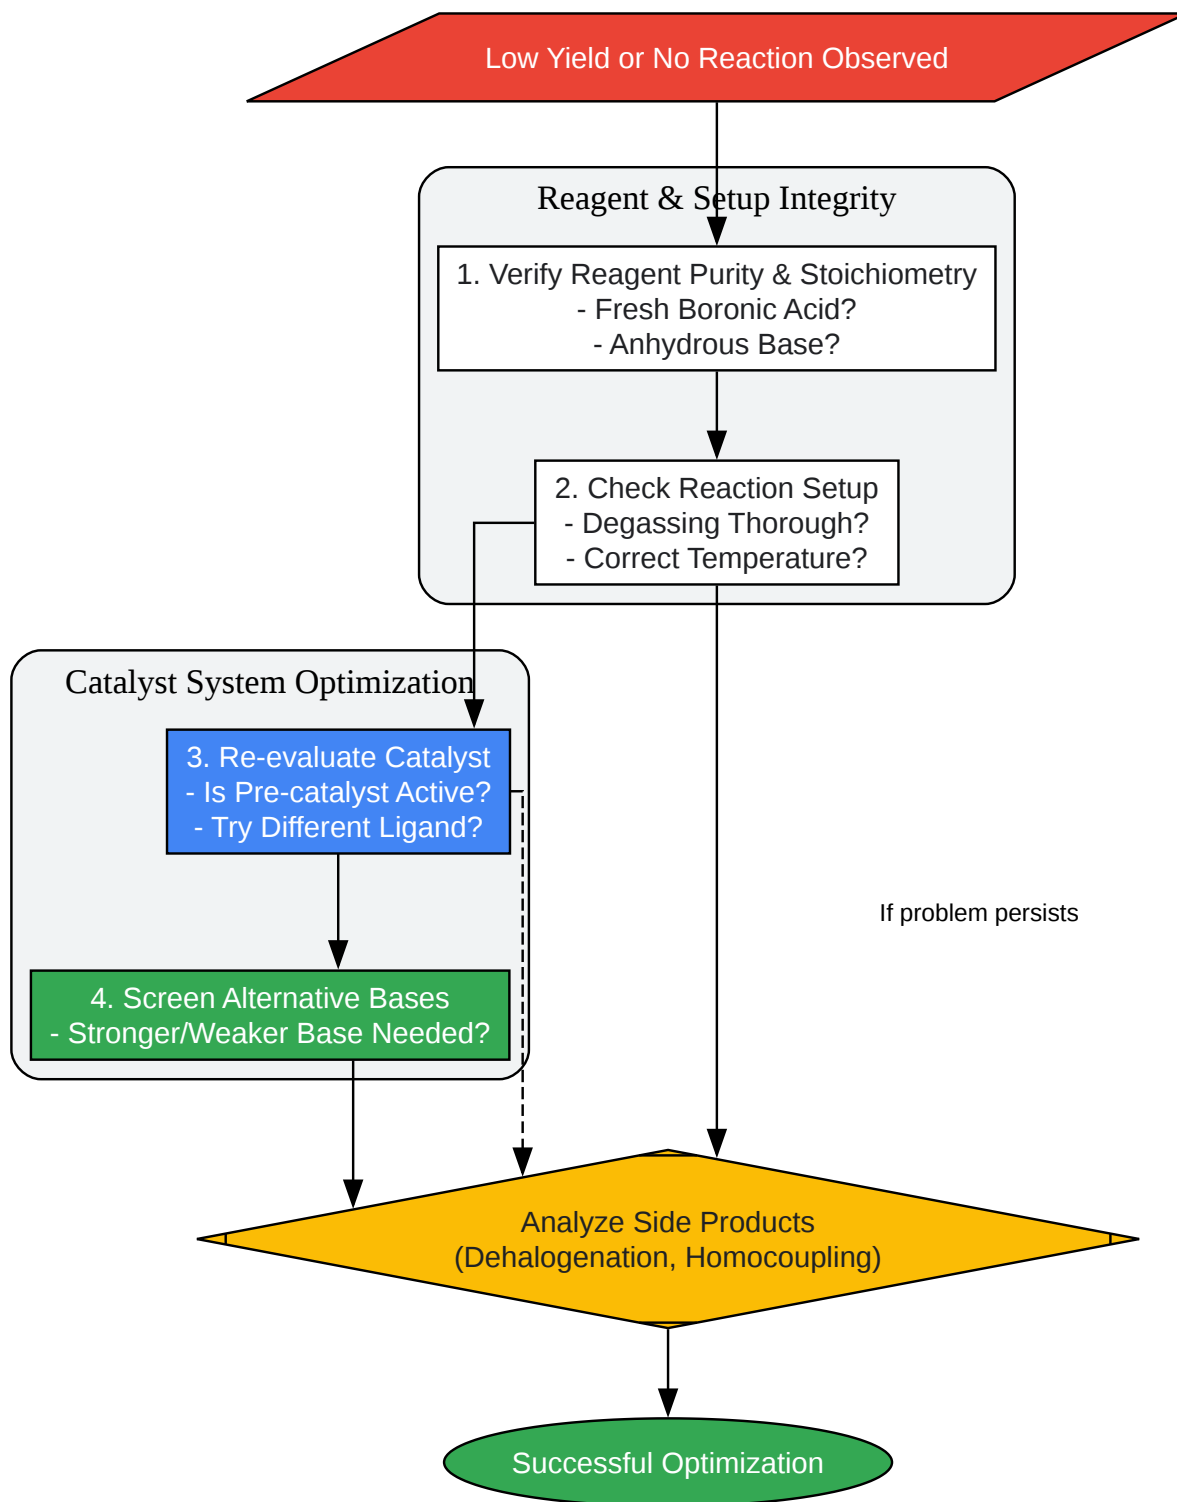 Low Yield or No Reaction Observed
Reagent & Setup Integrity
1. Verify Reagent Purity & Stoichiometry
- Fresh Boronic Acid?
- Anhydrous Base?
2. Check Reaction Setup
- Degassing Thorough?
- Correct Temperature?
Catalyst System Optimization
3. Re-evaluate Catalyst
- Is Pre-catalyst Active?
- Try Different Ligand?
If problem persists
4. Screen Alternative Bases
- Stronger/Weaker Base Needed?
Analyze Side Products
(Dehalogenation, Homocoupling)
Successful Optimization